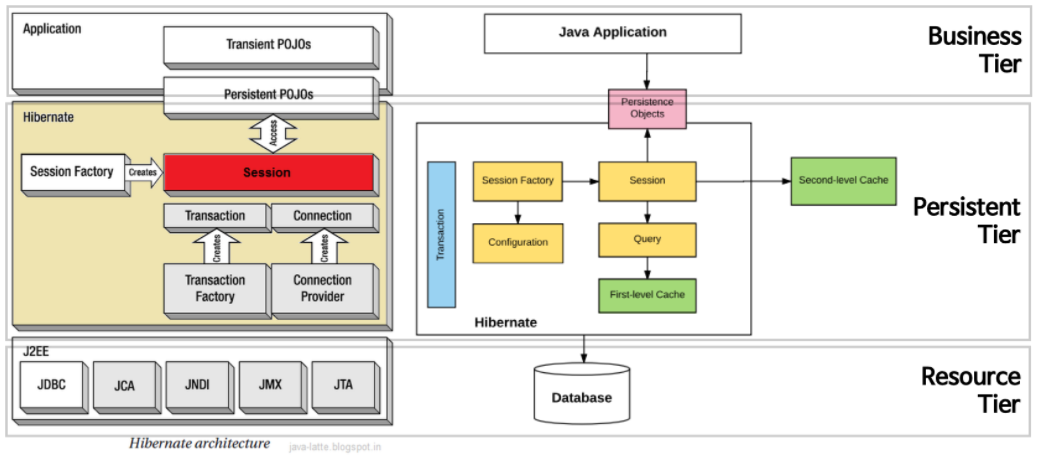 Application
Transient POJOs
Persistent POJOs
Java Application
Business
Tier
Hibernate
Access
Session Factory
Creates
Session
Transaction
Connection
Creates
Creates
Transaction
Factory
Connection
Provider
Persistence
Objects
Transaction
Session Factory
Session
Second-level Cache
Configuration
Query
First-level Cache
Hibernate
Persistent
Tier
J2EE
JDBC
JCA
JNDI
JMX
JTA
Database
Resource
Tier
Hibernate architecture
java-latte.blogspot.in